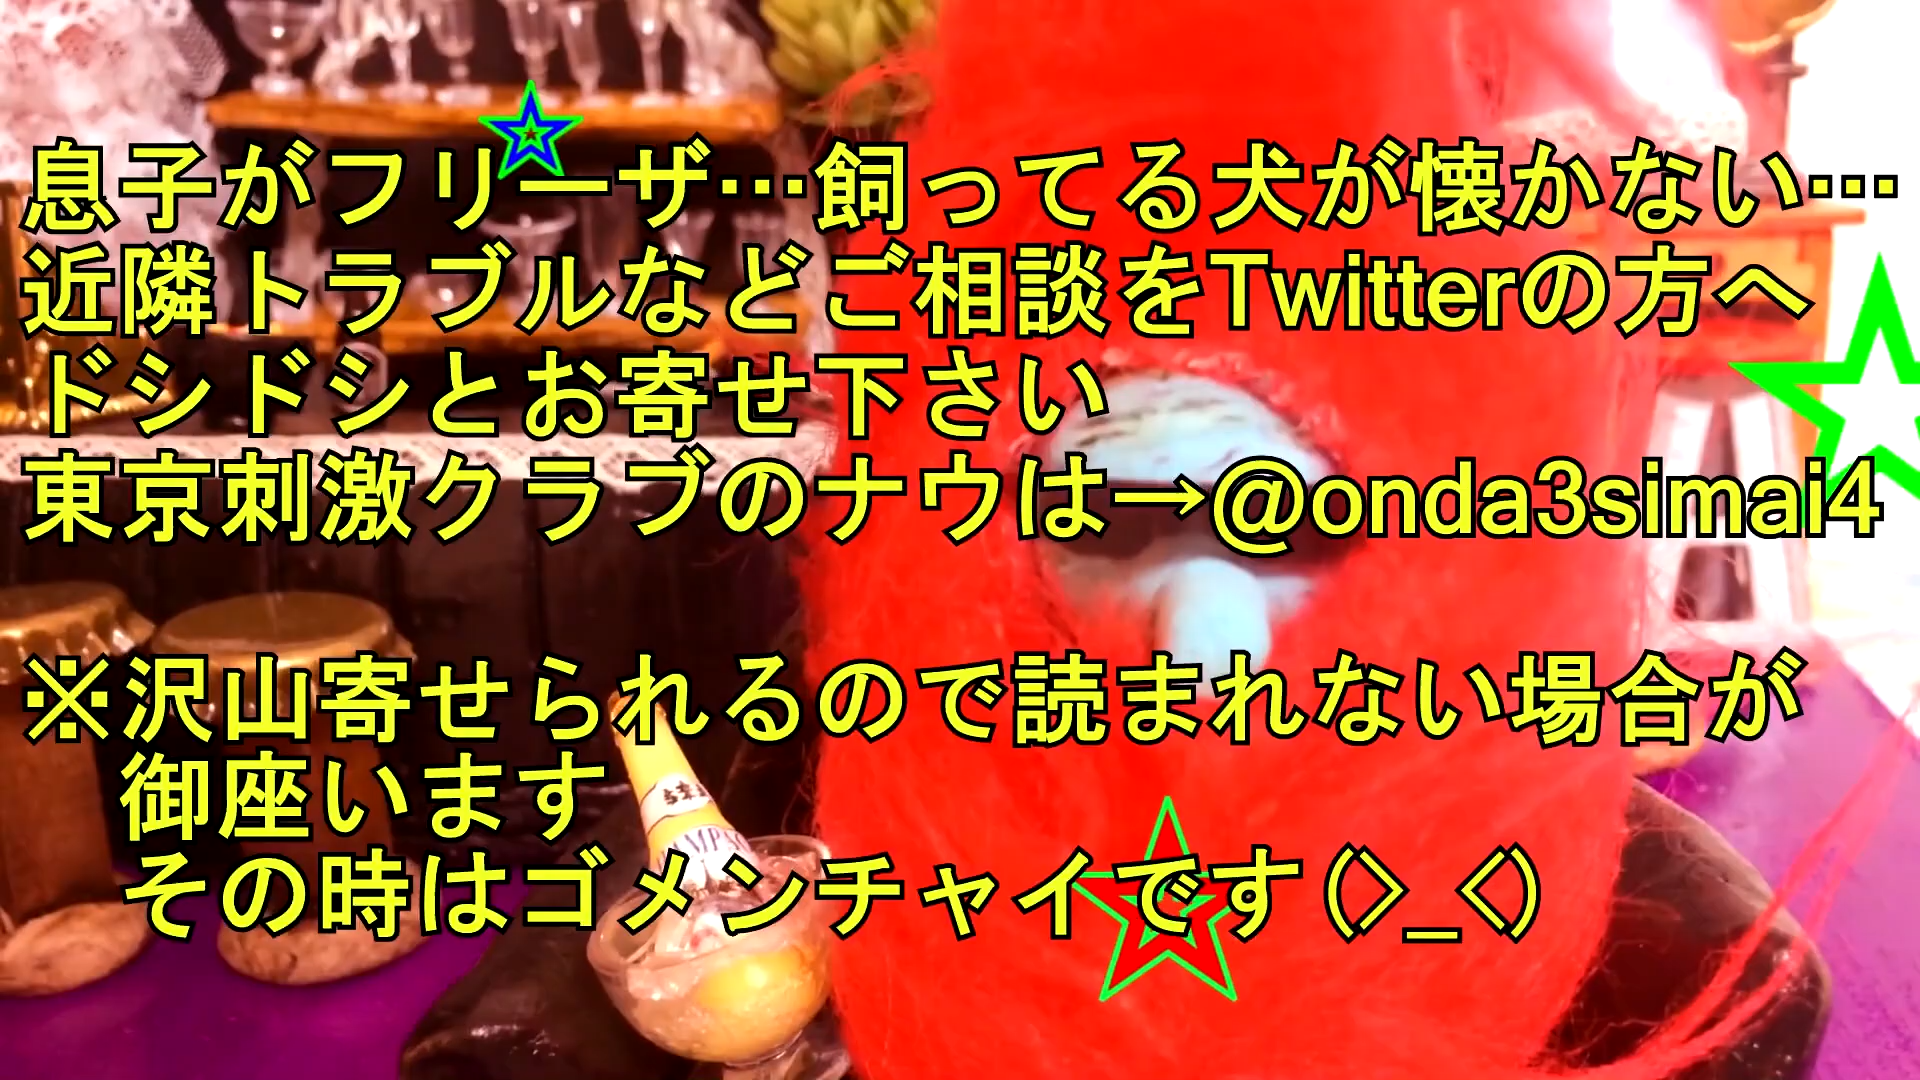 息子がフリーザ…飼ってる犬が懐かない…
近隣トラブルなどご相談をTwitterの方へ
ドシドシとお寄せ下さい
東京刺激クラブのナウは→@onda3simai4
※沢山寄せられるので読まれない場合が
御座います
その時はゴメンチャイです(>_<)